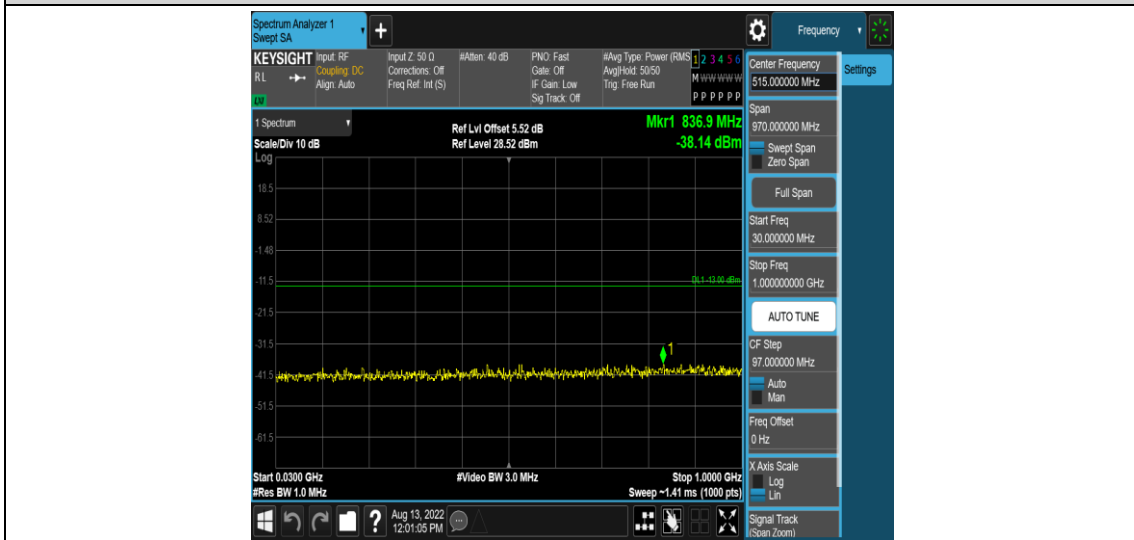 Spectrum Analyzer 1
Swept SA
+
Frequency
KEYSIGHT
RL
Input: RF
Coupling: DC
Align: Auto
Input Z: 50 Ω
Corrections: Off
Freq Ref: Int (S)
#Atten: 40 dB
PNO: Fast
Gate: Off
IF Gain: Low
Sig Track: Off
#Avg Type: Power (RMS
Avg|Hold: 50/50
Trig: Free Run
1 2 3 4 5 6
M W W W W W
P P P P P P
1 Spectrum
Scale/Div 10 dB
Ref Lvl Offset 5.52 dB
Ref Level 28.52 dBm
Mkr1 836.9 MHz
-38.14 dBm
Log
18.5
8.52
-1.48
-11.5
DL1 -13.00 dBm
-21.5
-31.5
1
-41.5
-51.5
-61.5
Start 0.0300 GHz
#Res BW 1.0 MHz
#Video BW 3.0 MHz
Stop 1.0000 GHz
Sweep ~1.41 ms (1000 pts)
?
Aug 13, 2022
12:01:05 PM
Center Frequency
515.000000 MHz
Settings
Span
970.000000 MHz
Swept Span
Zero Span
Full Span
Start Freq
30.000000 MHz
Stop Freq
1.000000000 GHz
AUTO TUNE
CF Step
97.000000 MHz
Auto
Man
Freq Offset
0 Hz
X Axis Scale
Log
Lin
Signal Track
(Span Zoom)